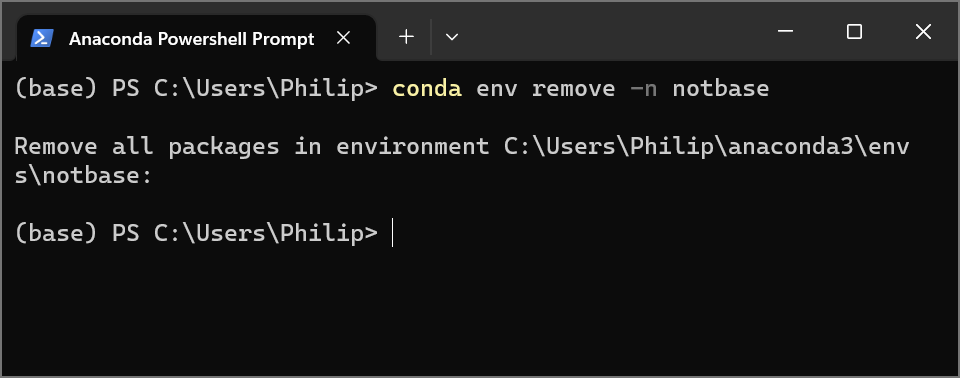 Anaconda Powershell Prompt
(base) PS C:\Users\Philip> conda env remove -n notbase
Remove all packages in environment C:\Users\Philip\anaconda3\env
s\notbase:
(base) PS C:\Users\Philip>